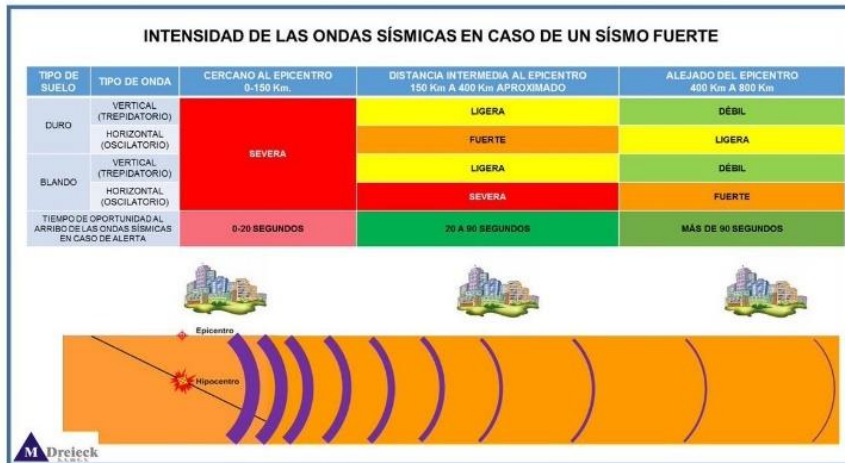 INTENSIDAD DE LAS ONDAS SÍSMICAS EN CASO DE UN SÍSMO FUERTE
TIPO DE
SUELO
TIPO DE ONDA
CERCANO AL EPICENTRO
0-150 Km.
DISTANCIA INTERMEDIA AL EPICENTRO
150 Km A 400 Km APROXIMADO
ALEJADO DEL EPICENTRO
400 Km A 800 Km
DURO
VERTICAL
(TREPIDATORIO)
SEVERA
LIGERA
DÉBIL
HORIZONTAL
(OSCILATORIO)
FUERTE
LIGERA
BLANDO
VERTICAL
(TREPIDATORIO)
LIGERA
DÉBIL
HORIZONTAL
(OSCILATORIO)
SEVERA
FUERTE
TIEMPO DE OPORTUNIDAD AL
ARRIBO DE LAS ONDAS SÍSMICAS
EN CASO DE ALERTA
0-20 SEGUNDOS
20 A 90 SEGUNDOS
MÁS DE 90 SEGUNDOS
Epicentro
Hipocentro
M Dreieck